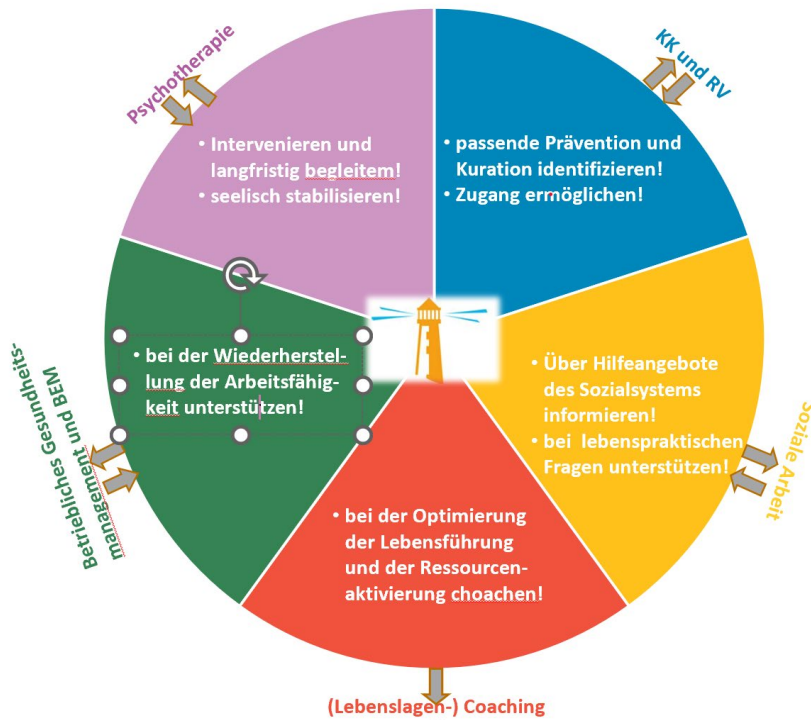 Psychotherapie
KK und RV
• Intervenieren und
langfristig begleitem!
• seelisch stabilisieren!
• passende Prävention und
Kuration identifizieren!
• Zugang ermöglichen!
• bei der Wiederherstel-
lung der Arbeitsfähig-
keit unterstützen!
• Über Hilfeangebote
des Sozialsystems
informieren!
• bei lebenspraktischen
Fragen unterstützen!
Betriebliches Gesundheits-
management und BEM
Soziale Arbeit
• bei der Optimierung
der Lebensführung
und der Ressourcen-
aktivierung choachen!
(Lebenslagen-) Coaching